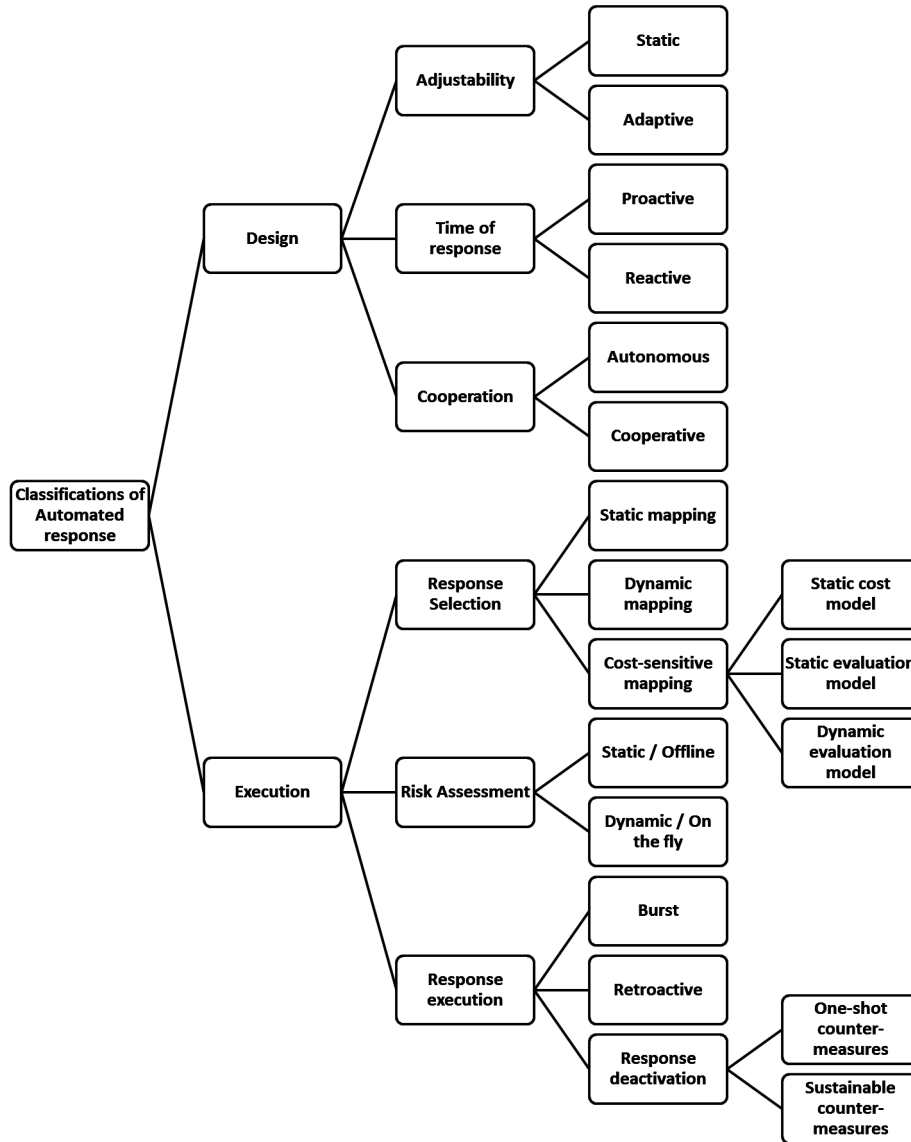 Static
Adjustability
Adaptive
Proactive
Design
Time of
response
Reactive
Autonomous
Cooperation
Cooperative
Classifications of
Automated
response
Static mapping
Response
Selection
Dynamic
mapping
Static cost
model
Cost-sensitive
mapping
Static evaluation
model
Dynamic
evaluation
model
Static / Offline
Execution
Risk Assessment
Dynamic / On
the fly
Burst
Response
execution
Retroactive
One-shot
counter-
measures
Response
deactivation
Sustainable
counter-
measures